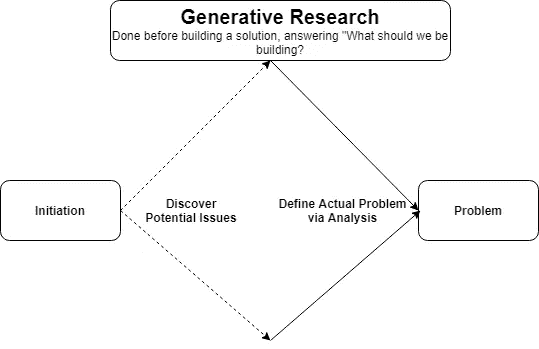 Generative Research
Done before building a solution, answering "What should we be
building?
Initiation
Discover
Potential Issues
Define Actual Problem
via Analysis
Problem